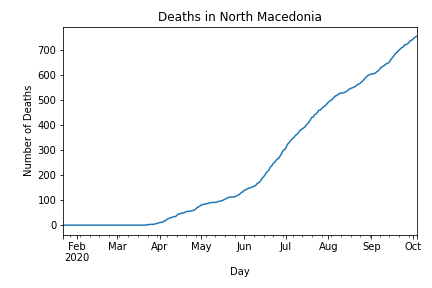 Deaths in North Macedonia
700
600
500
400
300
200
100
0
Number of Deaths
Feb Mar Apr May Jun Jul Aug Sep Oct
2020
Day